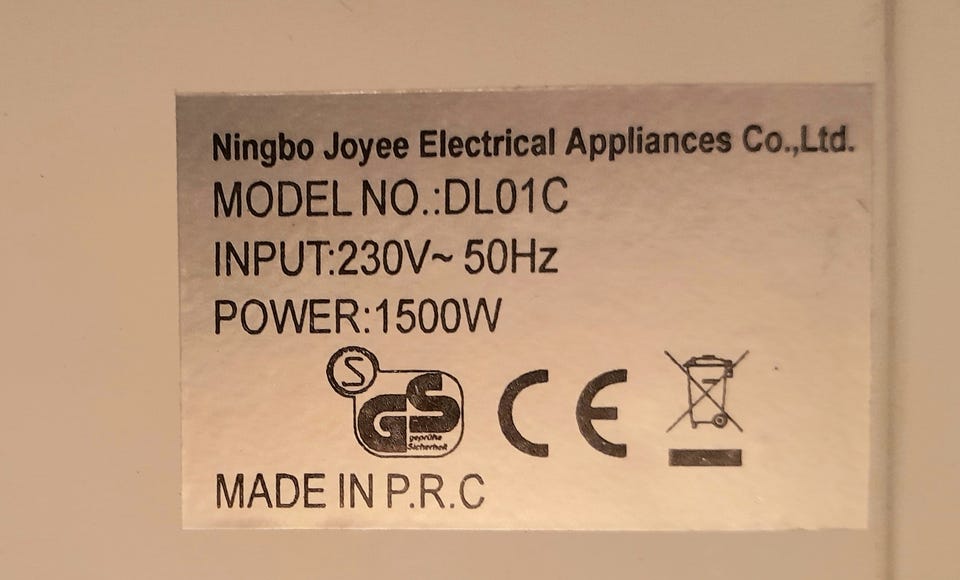 Ningbo Joyee Electrical Appliances Co.,Ltd.
MODEL NO.:DL01C
INPUT:230V~ 50Hz
POWER:1500W
S
GS
geprüfte
Sicherheit
CE
MADE IN P.R.C